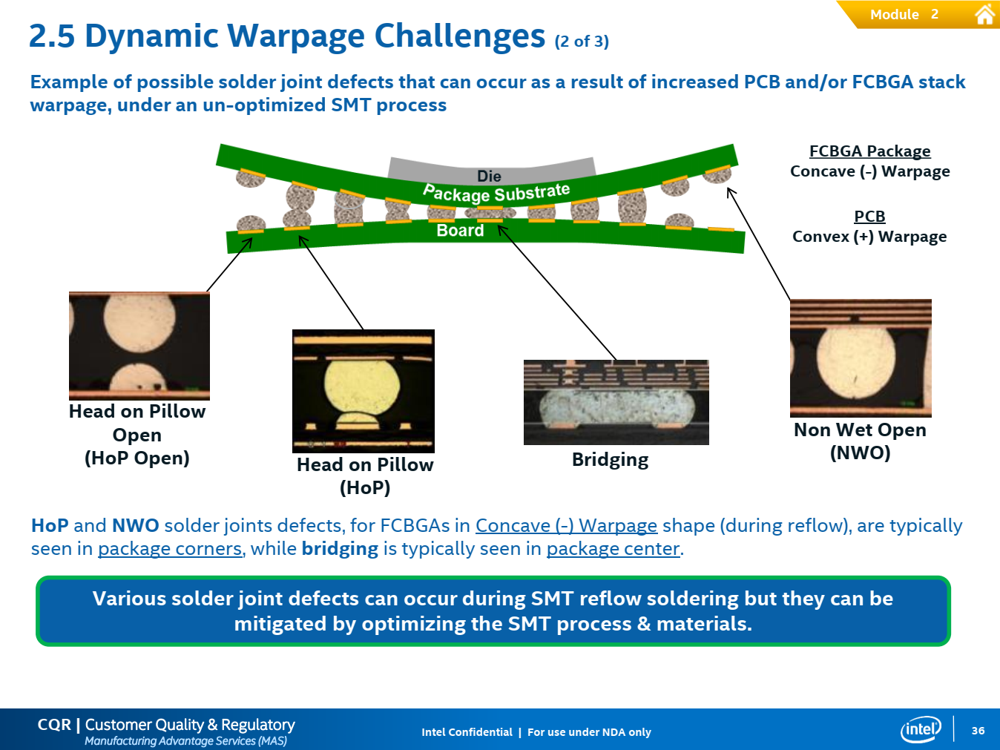 Module 2
2.5 Dynamic Warpage Challenges (2 of 3)
Example of possible solder joint defects that can occur as a result of increased PCB and/or FCBGA stack
warpage, under an un-optimized SMT process
FCBGA Package
Concave (-) Warpage
PCB
Convex (+) Warpage
Die
Package Substrate
Board
Head on Pillow
Open
(HoP Open)
Head on Pillow
(HoP)
Bridging
Non Wet Open
(NWO)
HoP and NWO solder joints defects, for FCBGAs in Concave (-) Warpage shape (during reflow), are typically
seen in package corners, while bridging is typically seen in package center.
Various solder joint defects can occur during SMT reflow soldering but they can be
mitigated by optimizing the SMT process & materials.
CQR | Customer Quality & Regulatory
Manufacturing Advantage Services (MAS)
Intel Confidential | For use under NDA only
intel
36